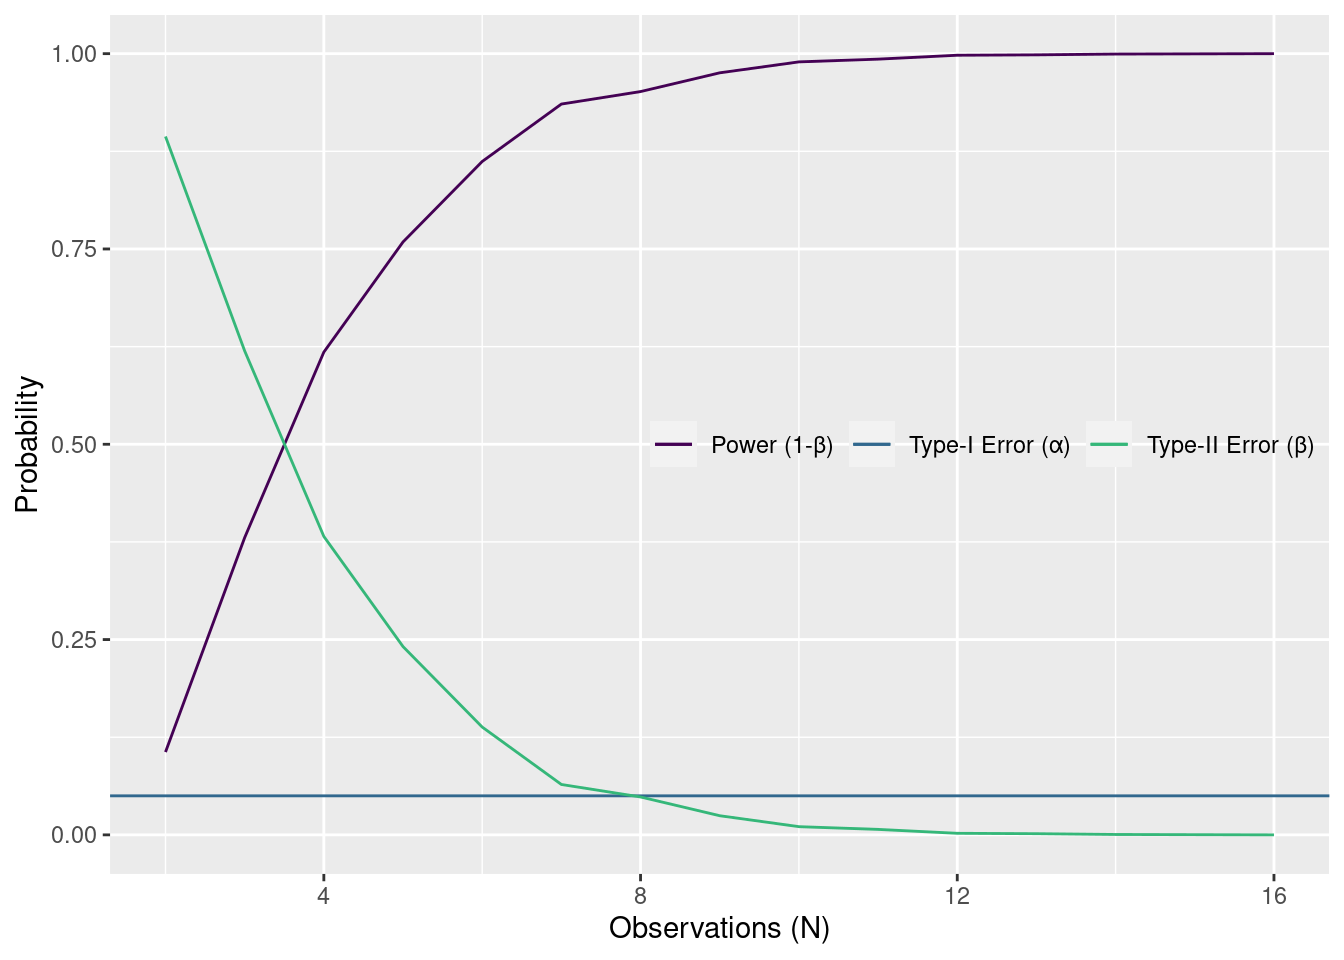 1.00
0.75
0.50
0.25
0.00
Probability
Power (1-β) Type-I Error (α) Type-II Error (β)
4 8 12 16
Observations (N)